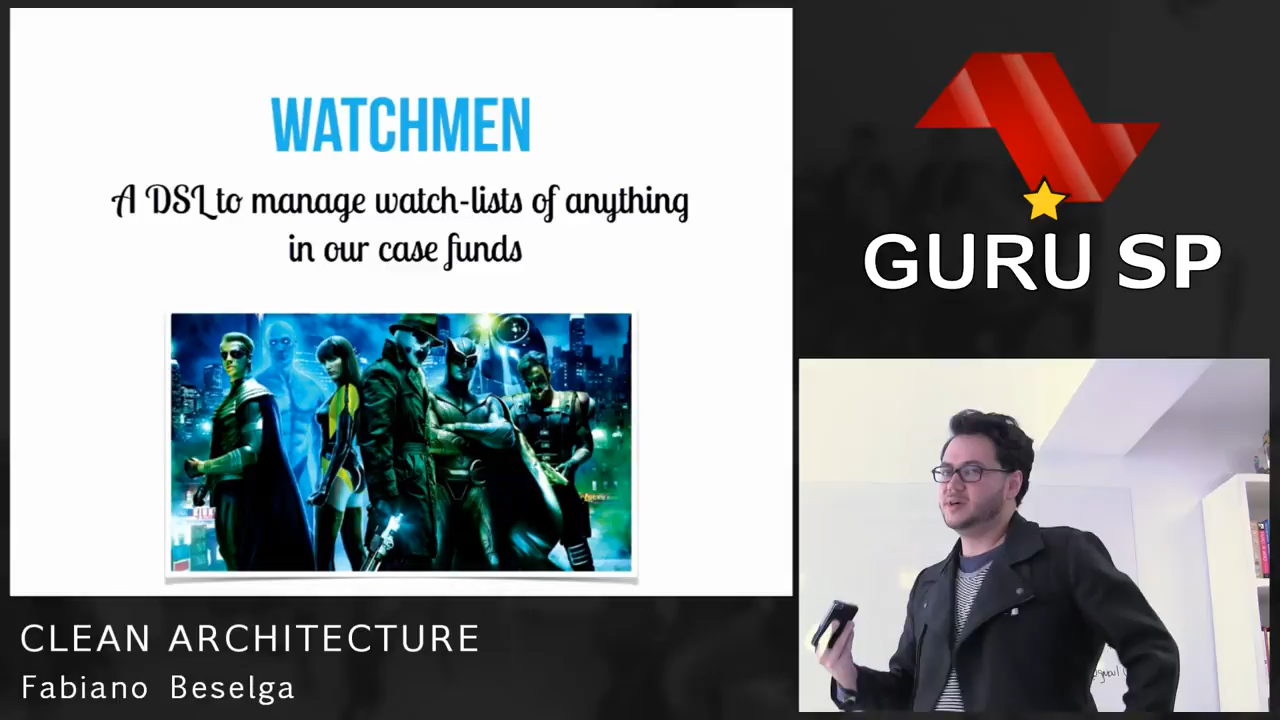 WATCHMEN
A DSL to manage watch-lists of anything
in our case funds
GURU SP
CLEAN ARCHITECTURE
Fabiano Beselga